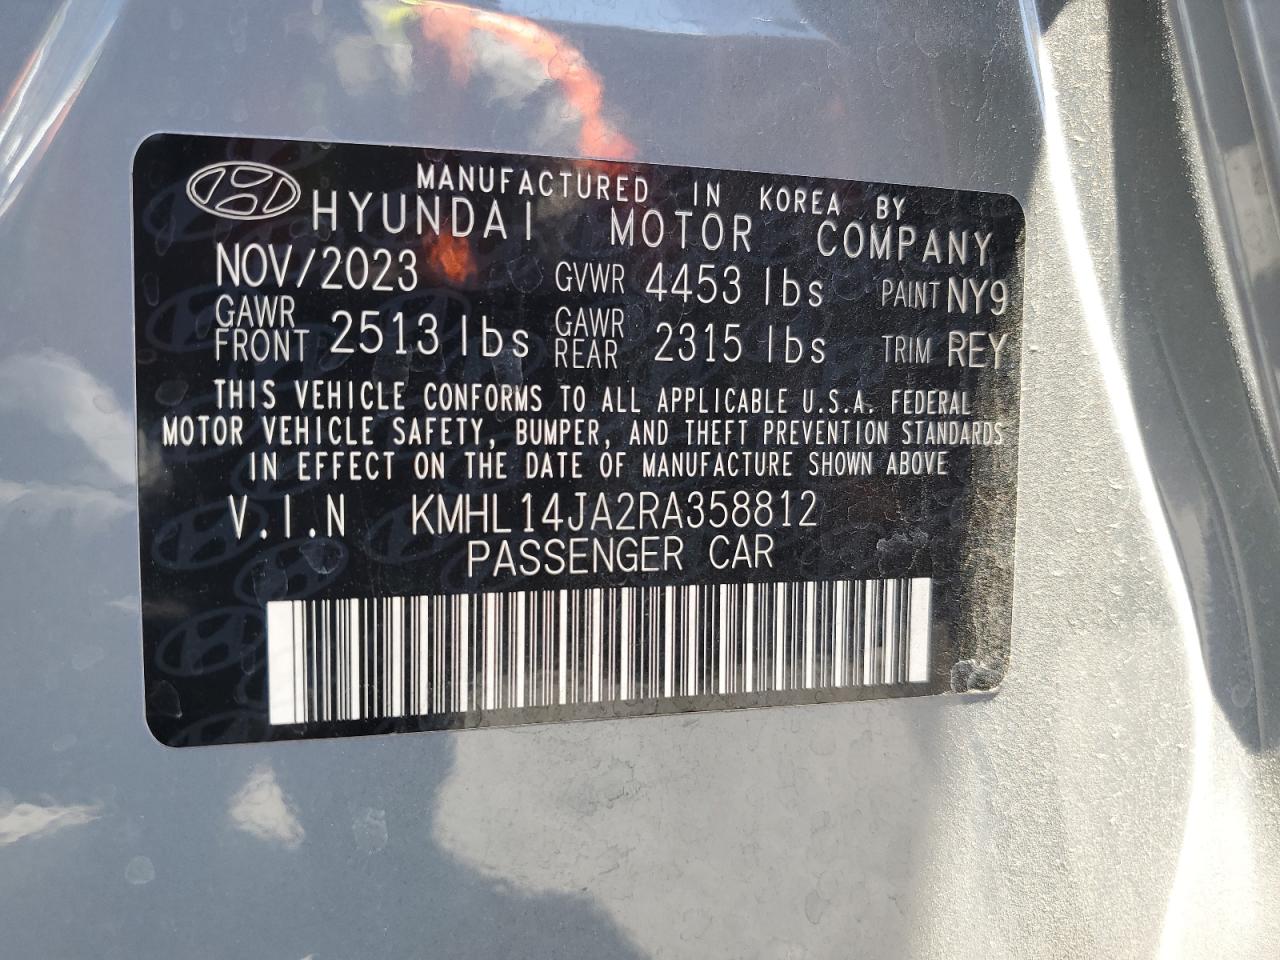 MANUFACTURED IN KOREA BY
HYUNDAI MOTOR COMPANY
NOV/2023 GVWR 4453 lbs PAINT NY9
GAWR FRONT 2513 lbs GAWR REAR 2315 lbs TRIM REY
THIS VEHICLE CONFORMS TO ALL APPLICABLE U.S.A. FEDERAL
MOTOR VEHICLE SAFETY, BUMPER, AND THEFT PREVENTION STANDARDS
IN EFFECT ON THE DATE OF MANUFACTURE SHOWN ABOVE
V.I.N KMHL14JA2RA358812
PASSENGER CAR